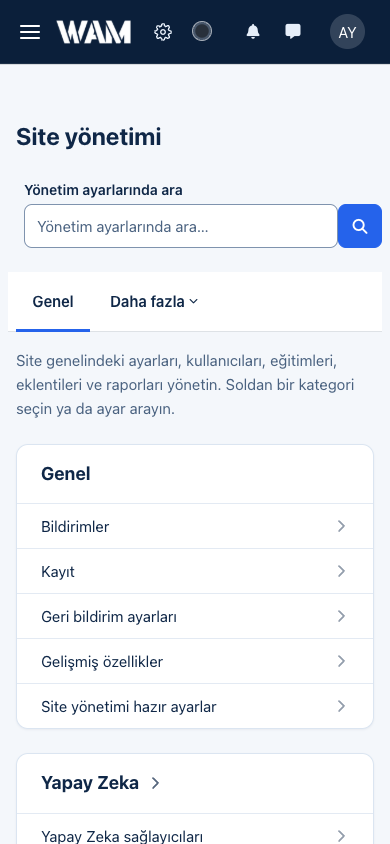 WAM
AY
Site yönetimi
Yönetim ayarlarında ara
Yönetim ayarlarında ara...
Genel
Daha fazla
Site genelindeki ayarları, kullanıcıları, eğitimleri,
eklentileri ve raporları yönetin. Soldan bir kategori
seçin ya da ayar arayın.
Genel
Bildirimler
Kayıt
Geri bildirim ayarları
Gelişmiş özellikler
Site yönetimi hazır ayarlar
Yapay Zeka
Yapay Zeka sağlayıcıları